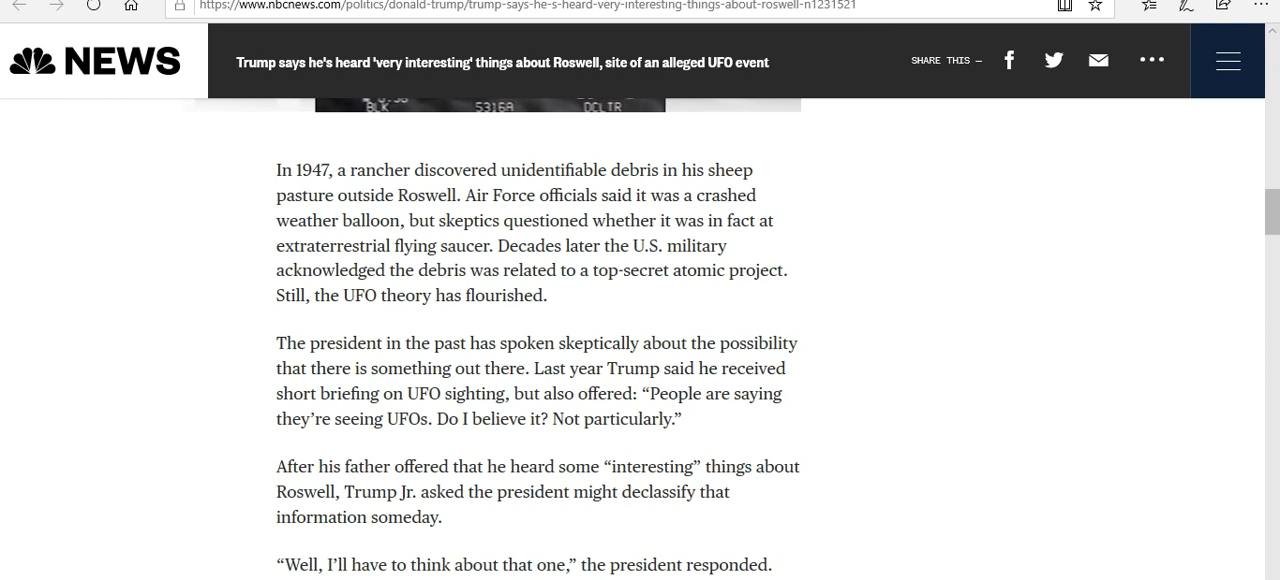 https://www.nbcnews.com/politics/donald-trump/trump-says-he-s-heard-very-interesting-things-about-roswell-n1231521
NEWS
Trump says he's heard 'very interesting' things about Roswell, site of an alleged UFO event
SHARE THIS —
BLK 5316A OCLIR
In 1947, a rancher discovered unidentifiable debris in his sheep
pasture outside Roswell. Air Force officials said it was a crashed
weather balloon, but skeptics questioned whether it was in fact at
extraterrestrial flying saucer. Decades later the U.S. military
acknowledged the debris was related to a top-secret atomic project.
Still, the UFO theory has flourished.
The president in the past has spoken skeptically about the possibility
that there is something out there. Last year Trump said he received
short briefing on UFO sighting, but also offered: “People are saying
they’re seeing UFOs. Do I believe it? Not particularly.”
After his father offered that he heard some “interesting” things about
Roswell, Trump Jr. asked the president might declassify that
information someday.
“Well, I’ll have to think about that one,” the president responded.